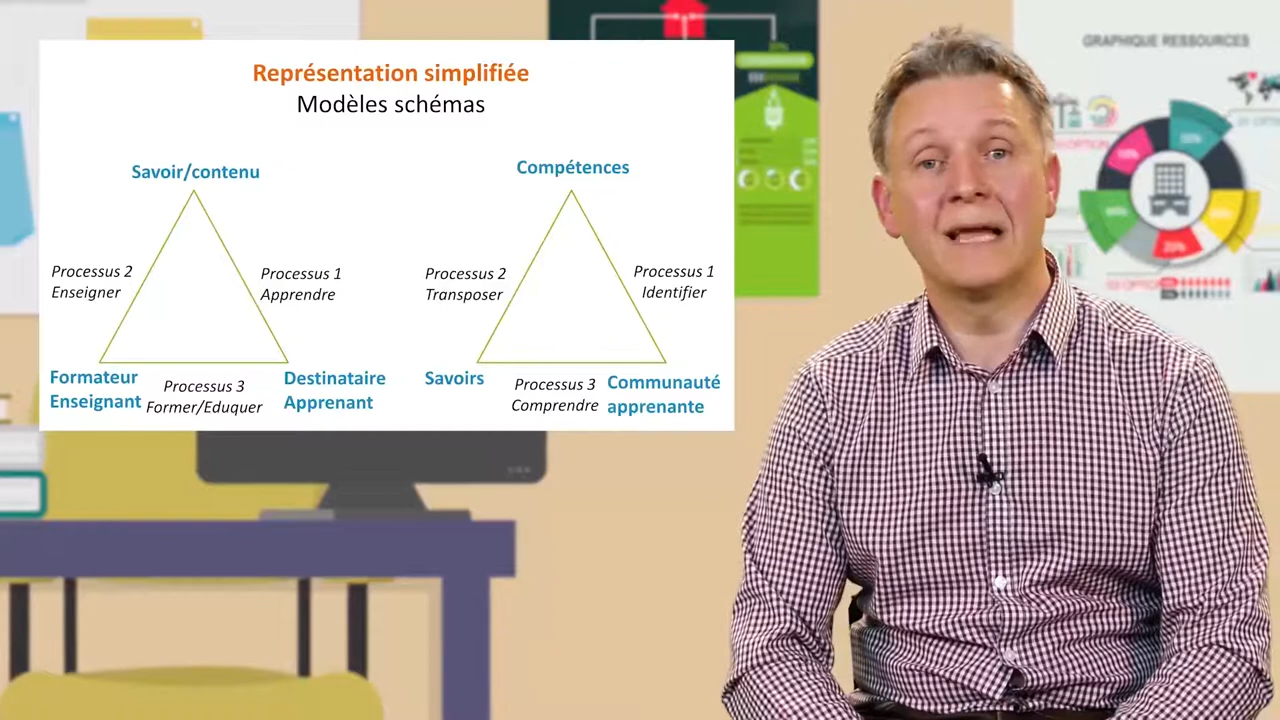 Représentation simplifiée
Modèles schémas
Savoir/contenu
Processus 2
Enseigner
Processus 1
Apprendre
Formateur
Enseignant
Processus 3
Former/Eduquer
Destinataire
Apprenant
Compétences
Processus 2
Transposer
Processus 1
Identifier
Savoirs
Processus 3
Comprendre
Communauté
apprenante
GRAPHIQUE RESSOURCES